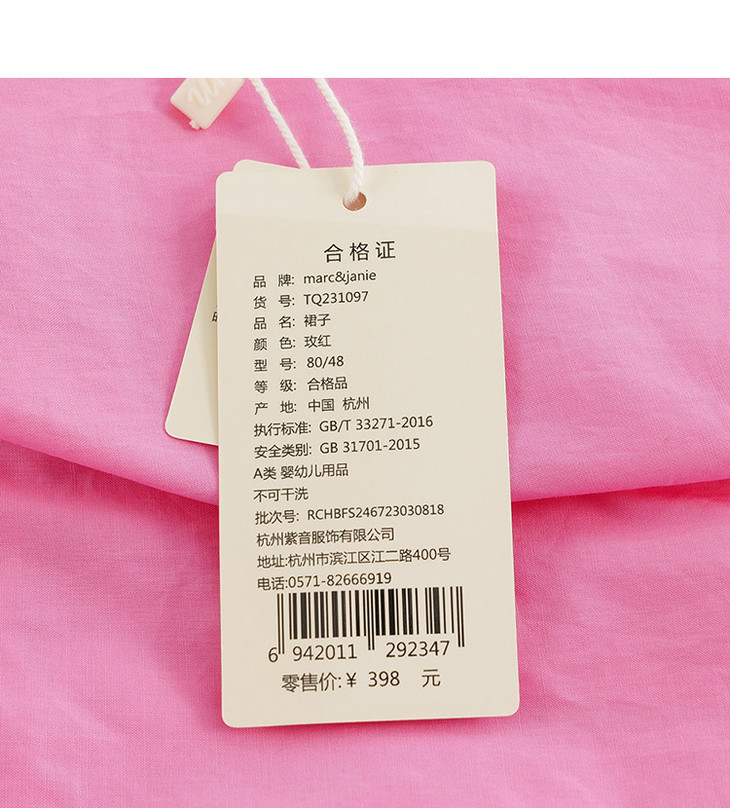 合格证
品 牌: marc&janie
货 号: TQ231097
品 名: 裙子
颜 色: 玫红
型 号: 80/48
等 级: 合格品
产 地: 中国 杭州
执行标准: GB/T 33271-2016
安全类别: GB 31701-2015
A类 婴幼儿用品
不可干洗
批次号: RCHBFS246723030818
杭州紫音服饰有限公司
地址:杭州市滨江区江二路400号
电话:0571-82666919
6 942011 292347
零售价:¥ 398 元